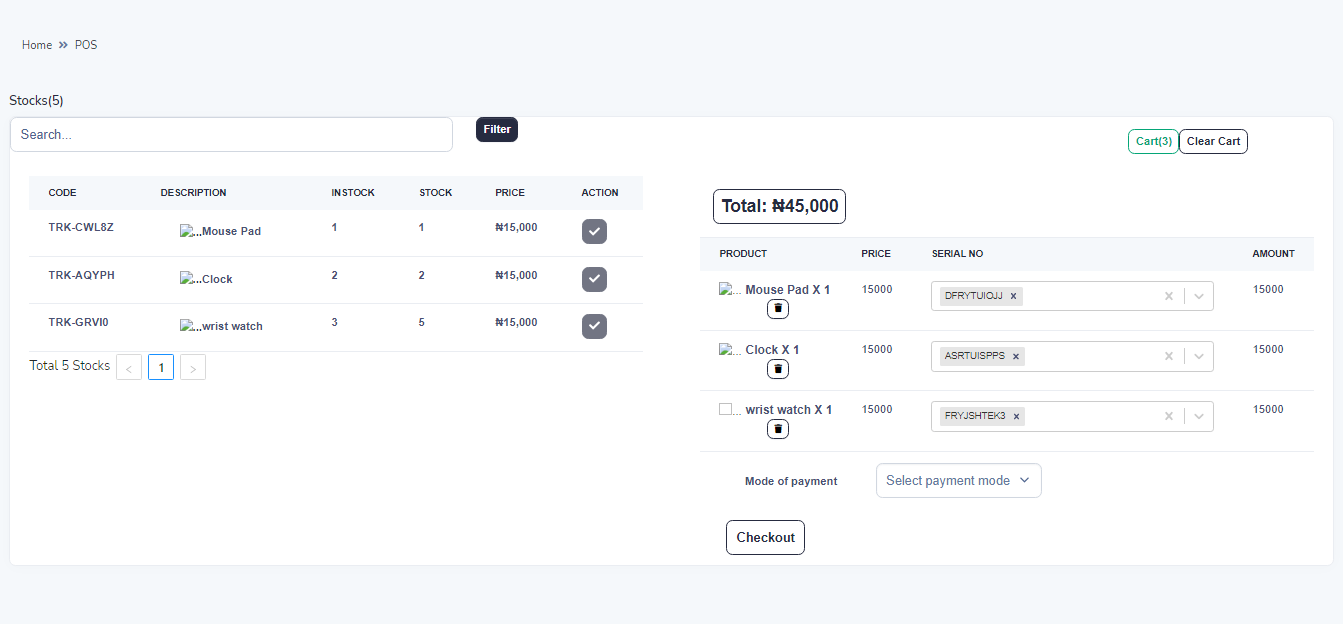 Home » POS
Stocks(5)
Search...
Filter
Cart(3) Clear Cart
CODE DESCRIPTION INSTOCK STOCK PRICE ACTION
TRK-CWL8Z ...Mouse Pad 1 1 ₦15,000
TRK-AQYPH ...Clock 2 2 ₦15,000
TRK-GRVI0 ...wrist watch 3 5 ₦15,000
Total 5 Stocks < 1 >
Total: ₦45,000
PRODUCT PRICE SERIAL NO AMOUNT
... Mouse Pad X 1 15000 DFRYTUIOJJ × 15000
... Clock X 1 15000 ASRTUISPPS × 15000
... wrist watch X 1 15000 FRYJSHTEK3 × 15000
Mode of payment Select payment mode
Checkout